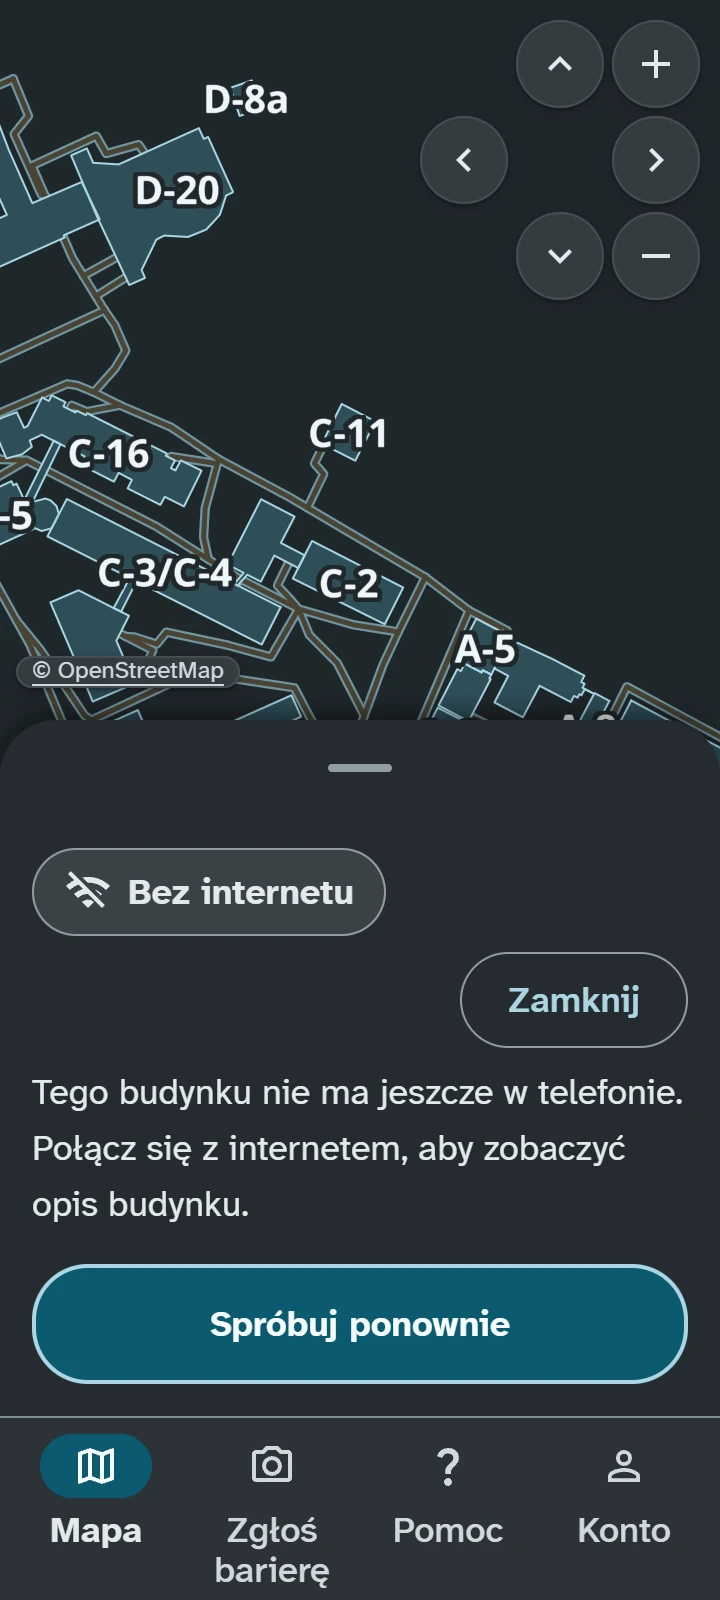 D-8a
D-20
C-11
C-16
-5
C-3/C-4
C-2
A-5
© OpenStreetMap
Bez internetu
Zamknij
Tego budynku nie ma jeszcze w telefonie.
Połącz się z internetem, aby zobaczyć
opis budynku.
Spróbuj ponownie
Mapa
Zgłoś
barierę
Pomoc
Konto